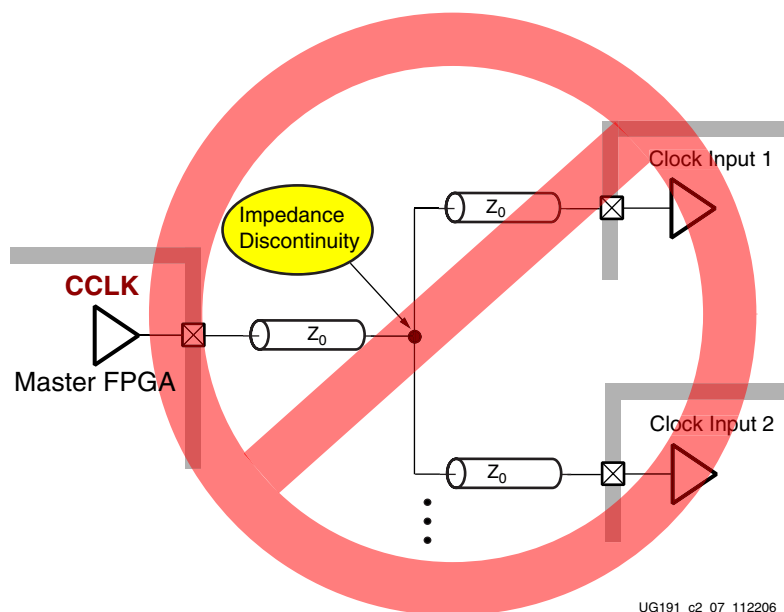 Clock Input 1
Z0
Impedance
Discontinuity
CCLK
Z0
Master FPGA
Clock Input 2
Z0
UG191_c2_07_112206